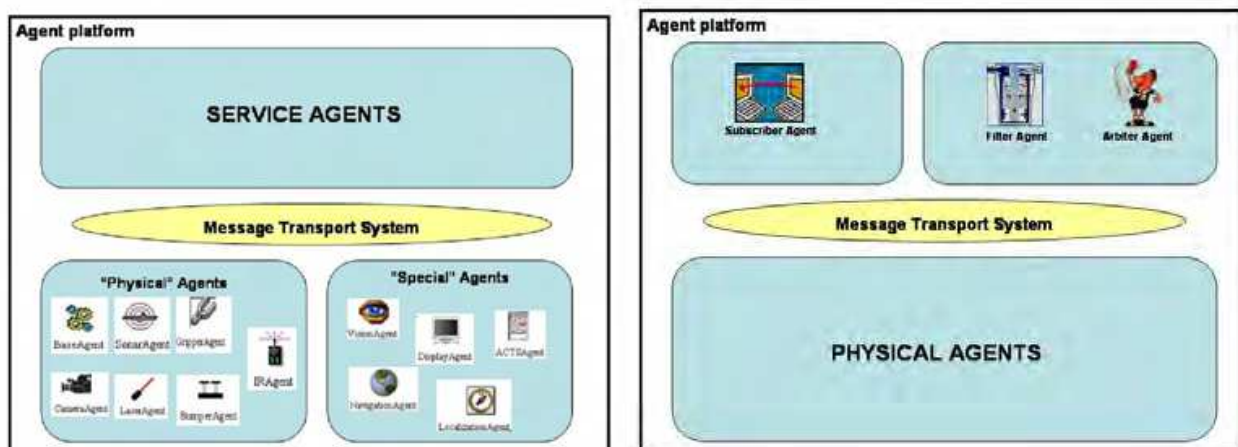 Agent platform
SERVICE AGENTS
Message Transport System
"Physical" Agents
BaseAgent
SonarAgent
GripperAgent
IRAgent
CameraAgent
LaserAgent
BumperAgent
"Special" Agents
VisionAgent
DisplayAgent
ACTSAgent
NavigationAgent
LocalizationAgent
Agent platform
Subscriber Agent
Filter Agent
Arbiter Agent
Message Transport System
PHYSICAL AGENTS